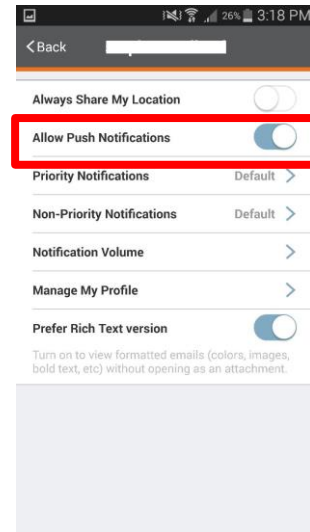 26% 3:18 PM
Back
Always Share My Location
Allow Push Notifications
Priority Notifications Default
Non-Priority Notifications Default
Notification Volume
Manage My Profile
Prefer Rich Text version
Turn on to view formatted emails (colors, images,
bold text, etc) without opening as an attachment.